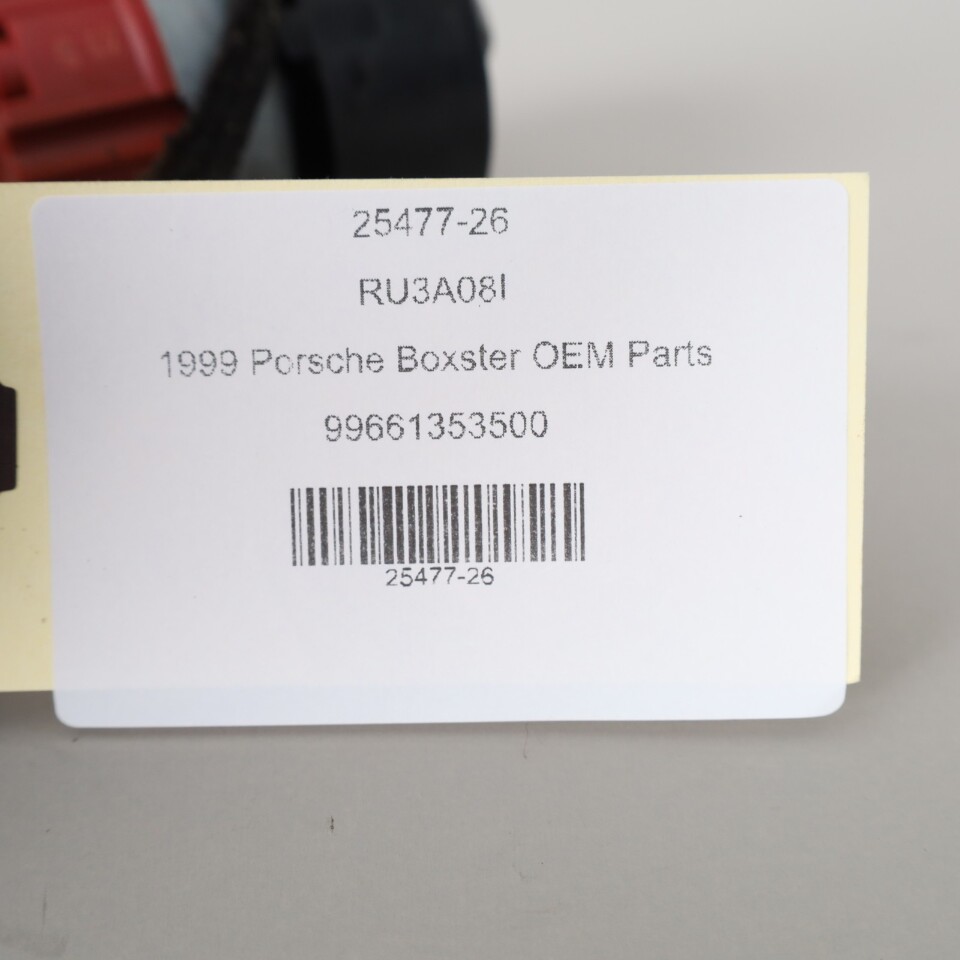 25477-26
RU3A08I
1999 Porsche Boxster OEM Parts
99661353500
25477-26